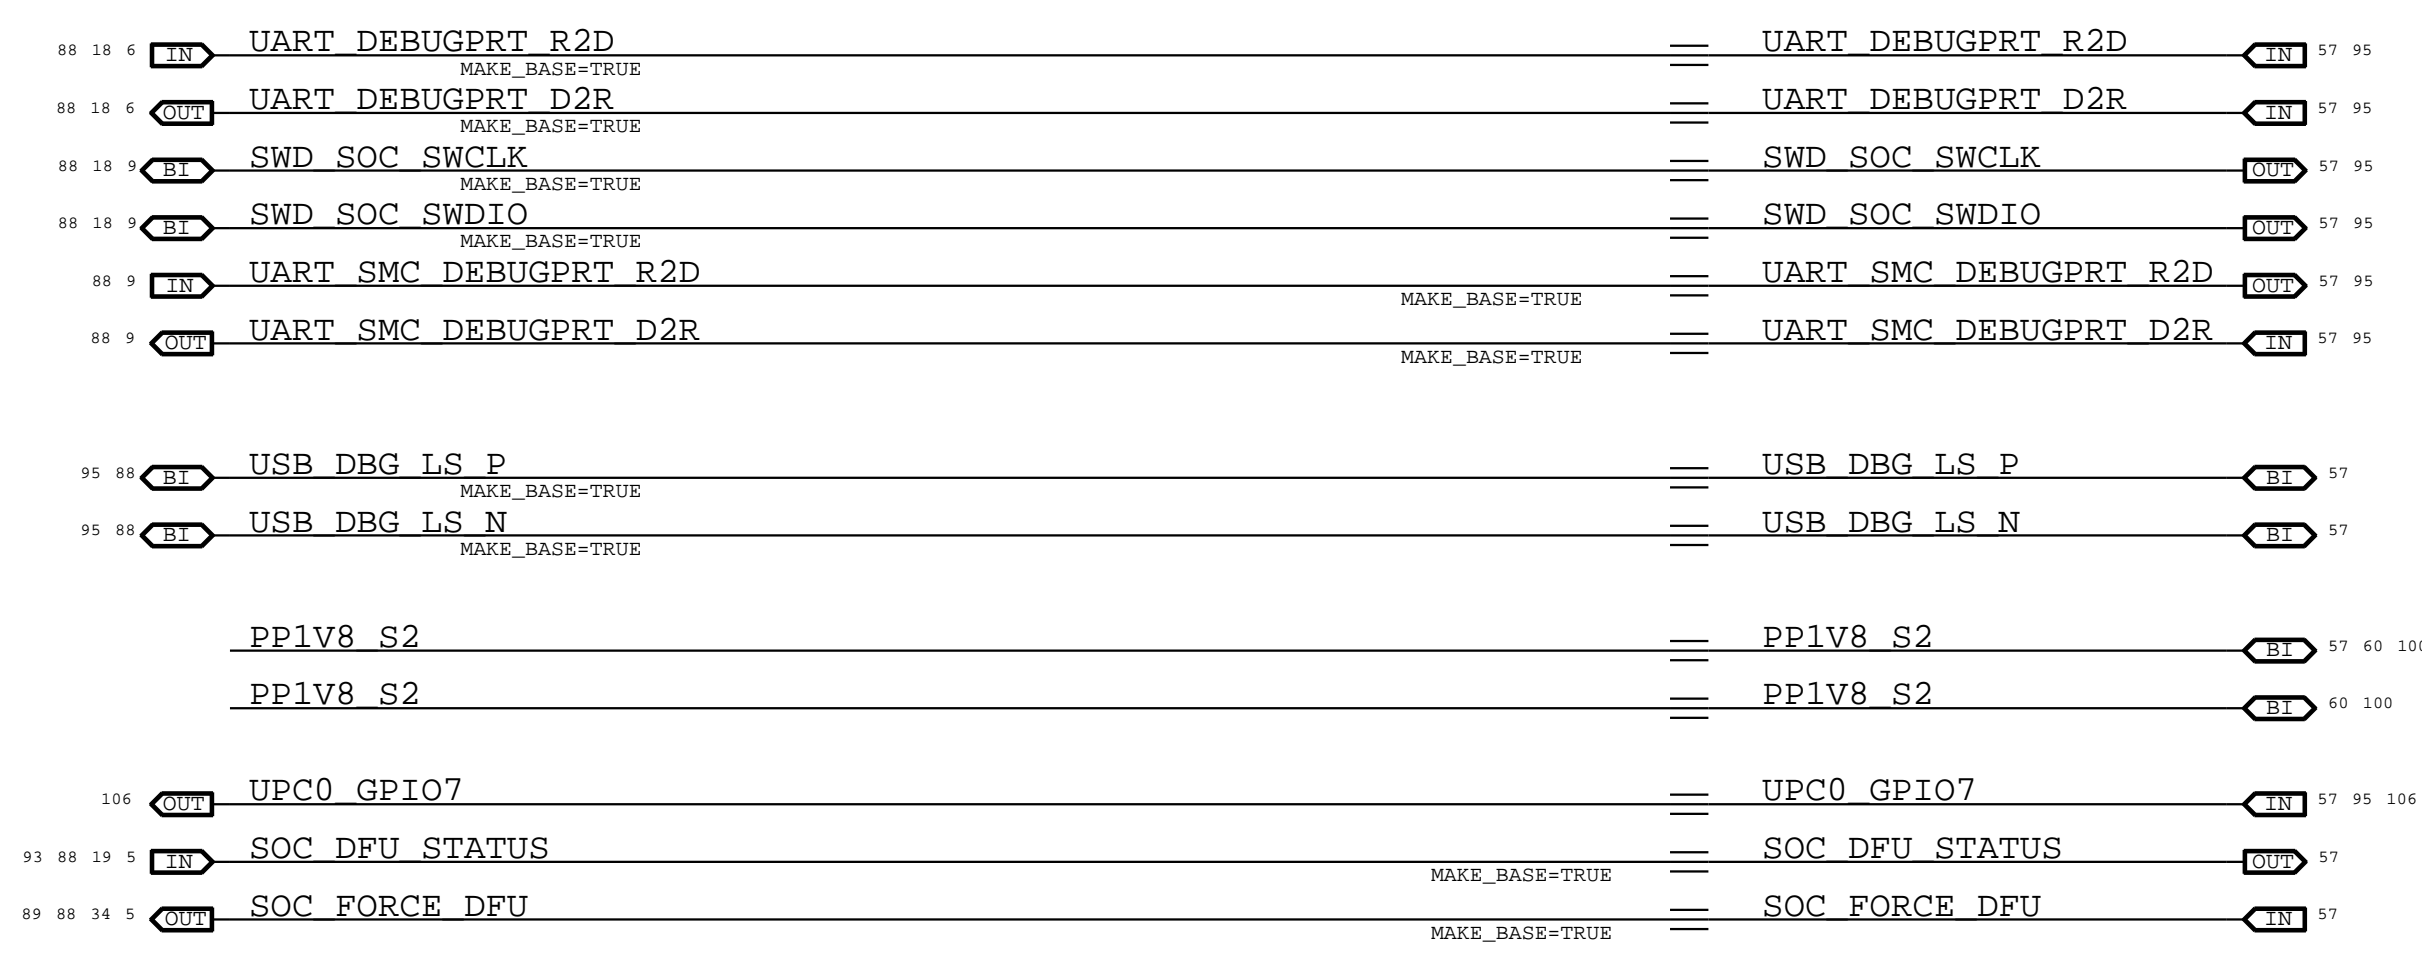 88 18 6 IN UART_DEBUGPRT_R2D UART_DEBUGPRT_R2D IN 57 95
MAKE_BASE=TRUE
88 18 6 OUT UART_DEBUGPRT_D2R UART_DEBUGPRT_D2R IN 57 95
MAKE_BASE=TRUE
88 18 9 BI SWD_SOC_SWCLK SWD_SOC_SWCLK OUT 57 95
MAKE_BASE=TRUE
88 18 9 BI SWD_SOC_SWDIO SWD_SOC_SWDIO OUT 57 95
MAKE_BASE=TRUE
88 9 IN UART_SMC_DEBUGPRT_R2D UART_SMC_DEBUGPRT_R2D OUT 57 95
MAKE_BASE=TRUE
88 9 OUT UART_SMC_DEBUGPRT_D2R UART_SMC_DEBUGPRT_D2R IN 57 95
MAKE_BASE=TRUE
95 88 BI USB_DBG_LS_P USB_DBG_LS_P BI 57
MAKE_BASE=TRUE
95 88 BI USB_DBG_LS_N USB_DBG_LS_N BI 57
MAKE_BASE=TRUE
PP1V8_S2 PP1V8_S2 BI 57 60 100
PP1V8_S2 PP1V8_S2 BI 60 100
106 OUT UPC0_GPIO7 UPC0_GPIO7 IN 57 95 106
93 88 19 5 IN SOC_DFU_STATUS SOC_DFU_STATUS OUT 57
MAKE_BASE=TRUE
89 88 34 5 OUT SOC_FORCE_DFU SOC_FORCE_DFU IN 57
MAKE_BASE=TRUE